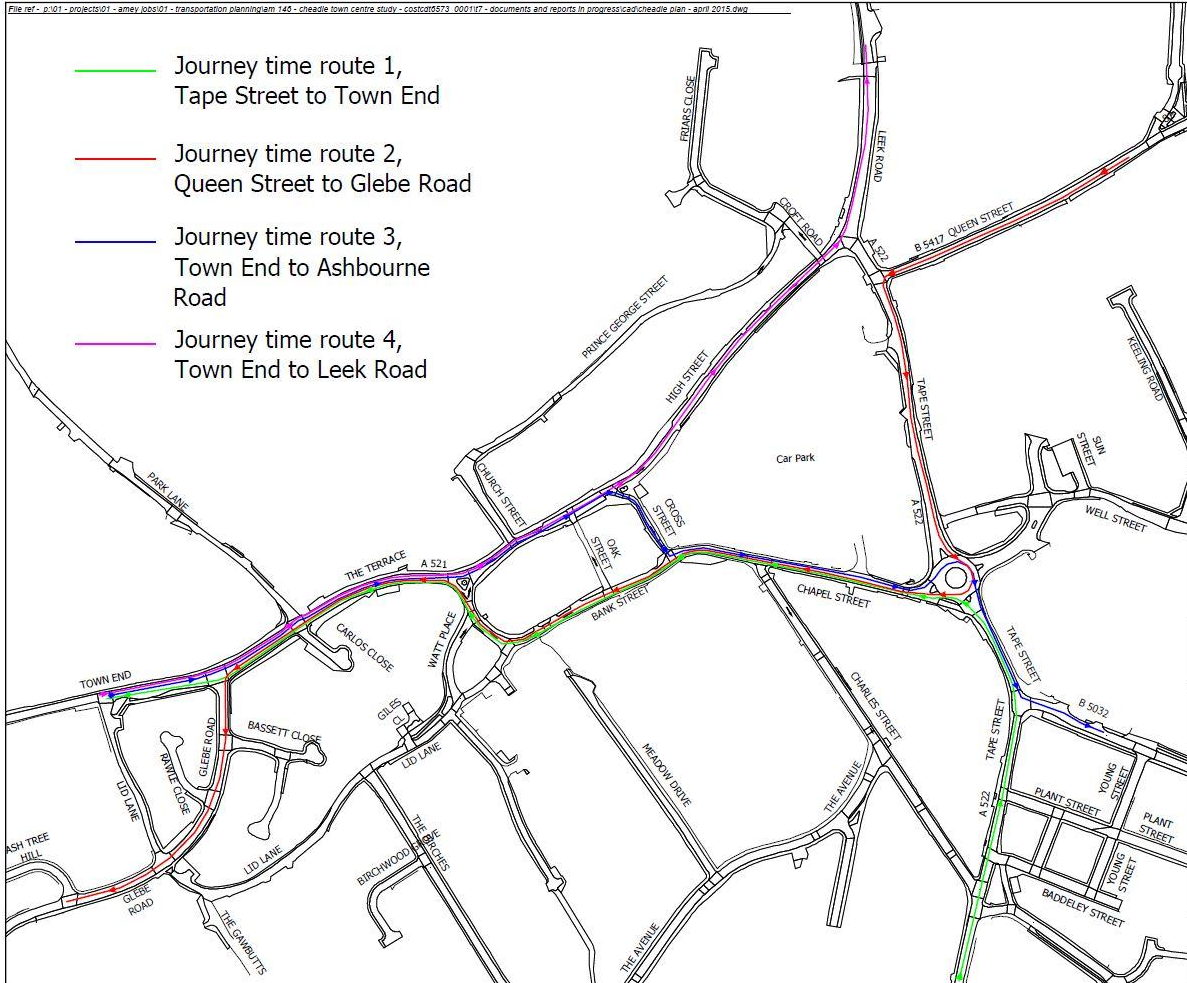 File ref - p:\01 - projects\01 - amey jobs\01 - transportation planning\am 146 - cheadle town centre study - costcdt6573_0001\t7 - documents and reports in progress\cad\cheadle plan - april 2015.dwg
Journey time route 1,
Tape Street to Town End
Journey time route 2,
Queen Street to Glebe Road
Journey time route 3,
Town End to Ashbourne
Road
Journey time route 4,
Town End to Leek Road
FRIARS CLOSE
LEEK ROAD
CROFT ROAD
A 522
B 5417 QUEEN STREET
PRINCE GEORGE STREET
KEELING ROAD
HIGH STREET
TAPE STREET
SUN
STREET
Car Park
PARK LANE
CHURCH STREET
CROSS
STREET
A 522
WELL STREET
OAK
STREET
THE TERRACE
A 521
BANK STREET
CHAPEL STREET
CARLOS CLOSE
WATT PLACE
TAPE STREET
TOWN END
GILES
CL
CHARLES STREET
B 5032
GLEBE ROAD
BASSETT CLOSE
TAPE STREET
LID LANE
RAWLE CLOSE
LID LANE
MEADOW DRIVE
THE AVENUE
A 522
YOUNG
STREET
PLANT STREET
PLANT
STREET
ASH TREE
HILL
LID LANE
THE BIRCHES
BIRCHWOOD GROVE
YOUNG
STREET
GLEBE
ROAD
BADDELEY STREET
THE GAWBUTTS
THE AVENUE